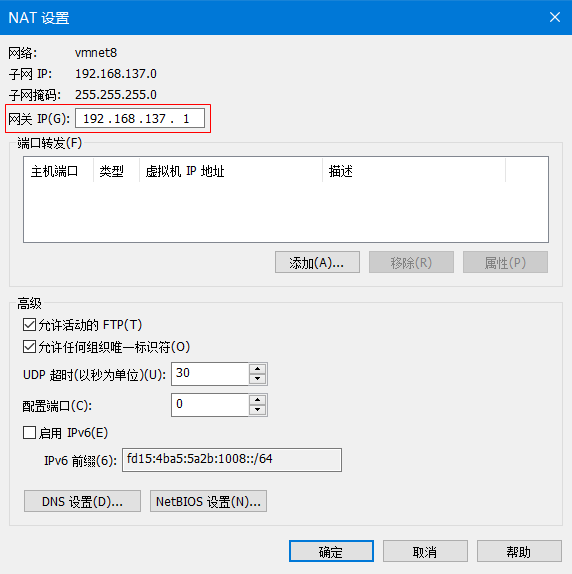 NAT 设置
网络: vmnet8
子网 IP: 192.168.137.0
子网掩码: 255.255.255.0
网关 IP(G): 192 . 168 . 137 . 1
端口转发(F)
主机端口 类型 虚拟机 IP 地址 描述
添加(A)... 移除(R) 属性(P)
高级
允许活动的 FTP(T)
允许任何组织唯一标识符(O)
UDP 超时(以秒为单位)(U): 30
配置端口(C): 0
启用 IPv6(E)
IPv6 前缀(6): fd15:4ba5:5a2b:1008::/64
DNS 设置(D)... NetBIOS 设置(N)...
确定 取消 帮助